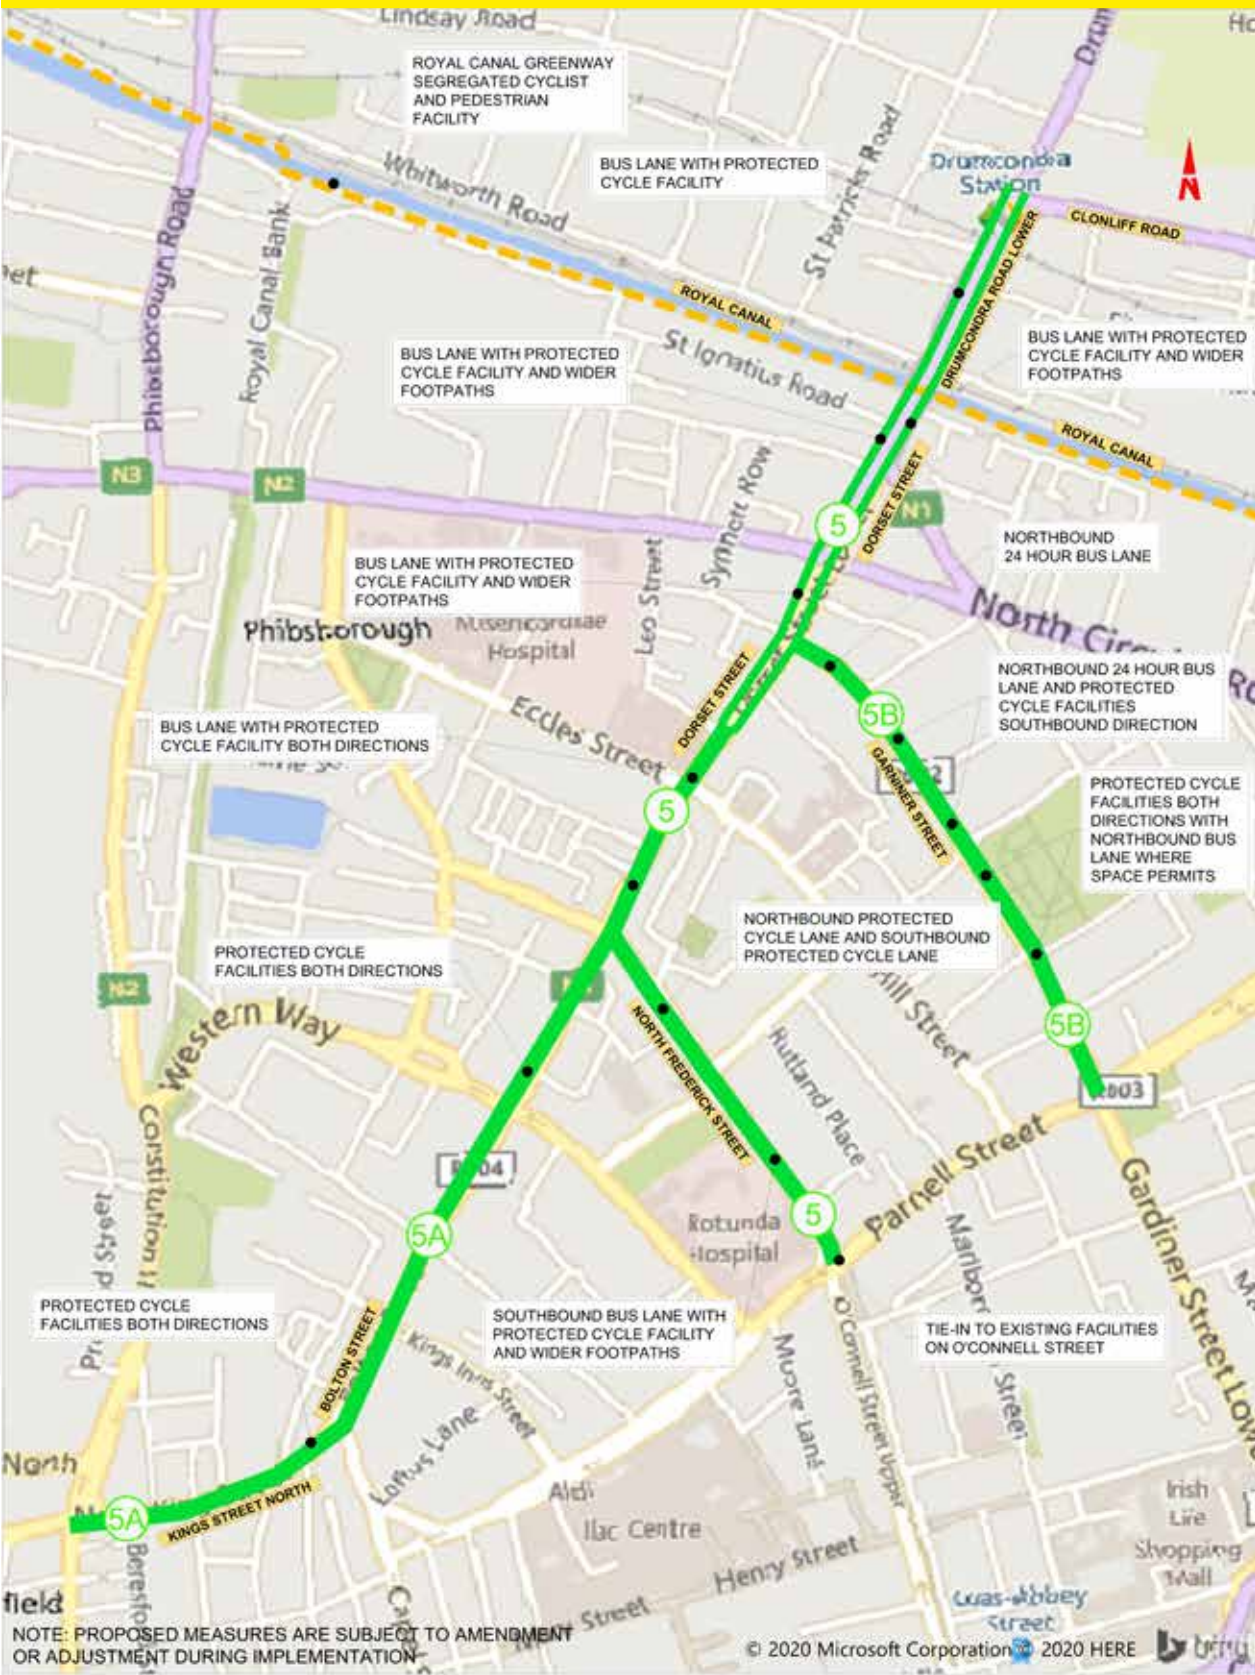 Lindsay Road
ROYAL CANAL GREENWAY
SEGREGATED CYCLIST
AND PEDESTRIAN
FACILITY
BUS LANE WITH PROTECTED
CYCLE FACILITY
Drumcondra
Station
N
CLONLIFF ROAD
DRUMCONDRA ROAD LOWER
St Patricks Road
Whitworth Road
Phibsborough Road
Royal Canal Bank
ROYAL CANAL
St Ignatius Road
BUS LANE WITH PROTECTED
CYCLE FACILITY AND WIDER
FOOTPATHS
BUS LANE WITH PROTECTED
CYCLE FACILITY AND WIDER
FOOTPATHS
ROYAL CANAL
N3
N2
Synnott Row
5
DORSET STREET
N1
NORTHBOUND
24 HOUR BUS LANE
BUS LANE WITH PROTECTED
CYCLE FACILITY AND WIDER
FOOTPATHS
Leo Street
Phibsborough
Misericordiae
Hospital
North Circ
NORTHBOUND 24 HOUR BUS
LANE AND PROTECTED
CYCLE FACILITIES
SOUTHBOUND DIRECTION
DORSET STREET
Eccles Street
5B
BUS LANE WITH PROTECTED
CYCLE FACILITY BOTH DIRECTIONS
GARNINER STREET
PROTECTED CYCLE
FACILITIES BOTH
DIRECTIONS WITH
NORTHBOUND BUS
LANE WHERE
SPACE PERMITS
5
NORTHBOUND PROTECTED
CYCLE LANE AND SOUTHBOUND
PROTECTED CYCLE LANE
PROTECTED CYCLE
FACILITIES BOTH DIRECTIONS
N2
Western Way
Hill Street
NORTH FREDERICK STREET
Rutland Place
5B
R803
Constitution
Parnell Street
5A
5
Rotunda
Hospital
Gardiner Street Low
PROTECTED CYCLE
FACILITIES BOTH DIRECTIONS
BOLTON STREET
SOUTHBOUND BUS LANE WITH
PROTECTED CYCLE FACILITY
AND WIDER FOOTPATHS
TIE-IN TO EXISTING FACILITIES
ON O'CONNELL STREET
Kings Inns Street
Moore Lane
O'Connell Street Upper
Street
North
Loftus Lane
Aldi
Ilac Centre
5A
KINGS STREET NORTH
Henry Street
Irish
Life
Shopping
Mall
Luas-Abbey
Street
field
Street
NOTE: PROPOSED MEASURES ARE SUBJECT TO AMENDMENT
OR ADJUSTMENT DURING IMPLEMENTATION
© 2020 Microsoft Corporation © 2020 HERE
bing